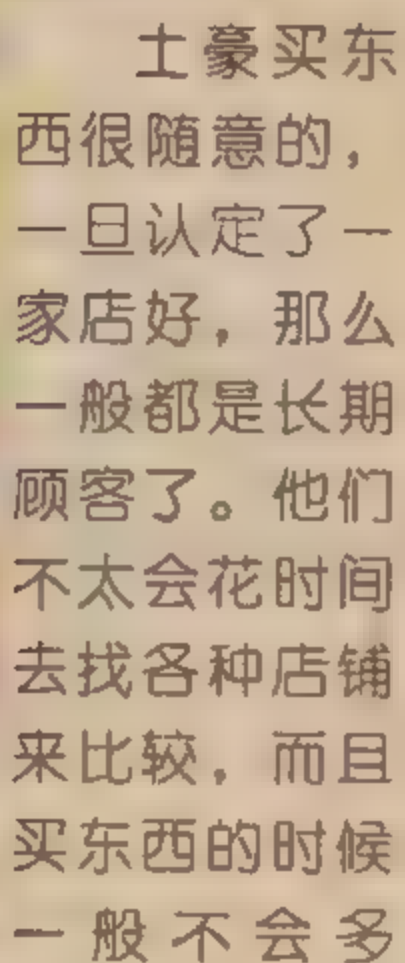 土豪买东
西很随意的，
一旦认定了一
家店好，那么
一般都是长期
顾客了。他们
不太会花时间
去找各种店铺
来比较，而且
买东西的时候
一般不会多